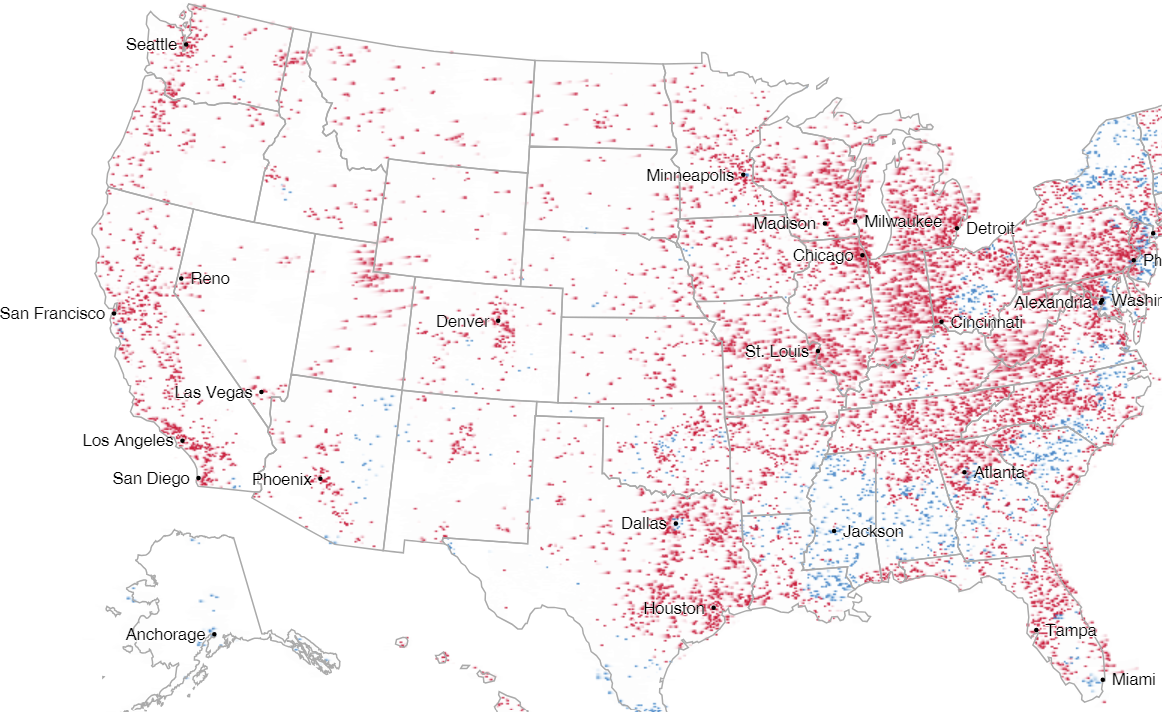 Seattle
Minneapolis
Madison
Milwaukee
Detroit
Chicago
Reno
Ph
San Francisco
Denver
Alexandria
Washin
Cincinnati
St. Louis
Las Vegas
Los Angeles
San Diego
Phoenix
Atlanta
Dallas
Jackson
Houston
Anchorage
Tampa
Miami